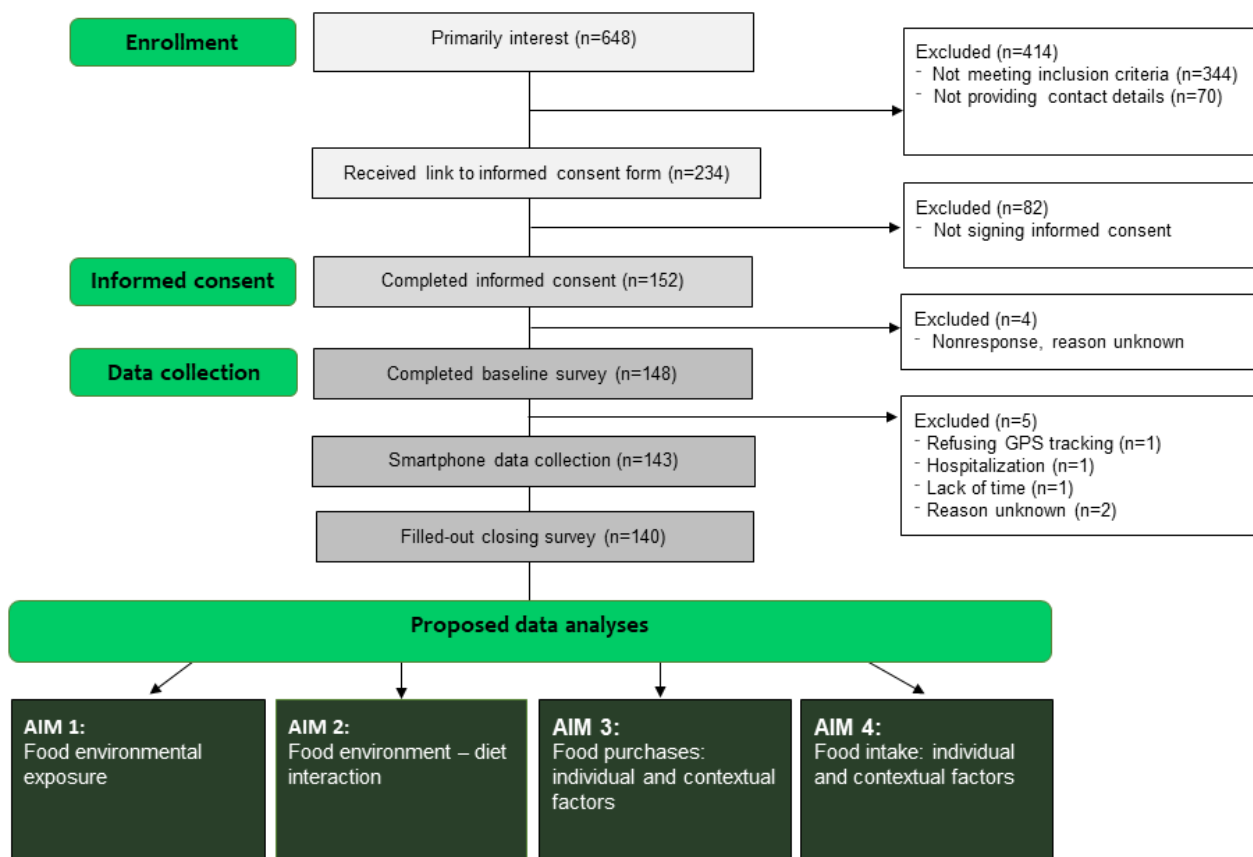 Enrollment
Primarily interest (n=648)
Excluded (n=414)
- Not meeting inclusion criteria (n=344)
- Not providing contact details (n=70)
Received link to informed consent form (n=234)
Excluded (n=82)
- Not signing informed consent
Informed consent
Completed informed consent (n=152)
Excluded (n=4)
- Nonresponse, reason unknown
Data collection
Completed baseline survey (n=148)
Excluded (n=5)
- Refusing GPS tracking (n=1)
- Hospitalization (n=1)
- Lack of time (n=1)
- Reason unknown (n=2)
Smartphone data collection (n=143)
Filled-out closing survey (n=140)
Proposed data analyses
AIM 1:
Food environmental
exposure
AIM 2:
Food environment – diet
interaction
AIM 3:
Food purchases:
individual and contextual
factors
AIM 4:
Food intake: individual
and contextual factors